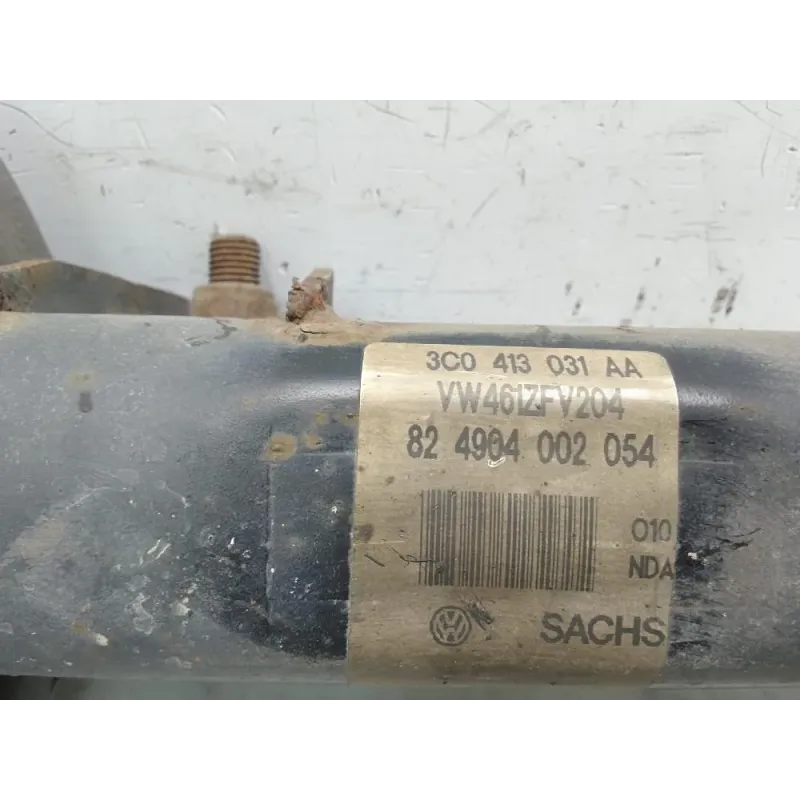 3C0 413 031 AA
VW461ZFV204
82 4904 002 054
010
NDA
SACHS